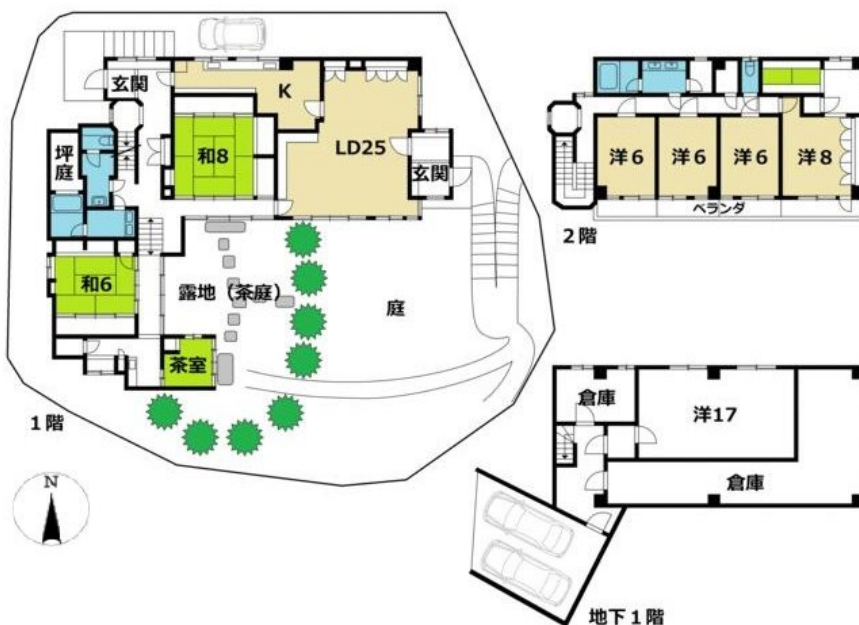 玄関
K
坪庭
和8
LD25
玄関
和6
露地（茶庭）
庭
茶室
1階
N
洋6
洋6
洋6
洋8
ベランダ
2階
倉庫
洋17
倉庫
地下1階